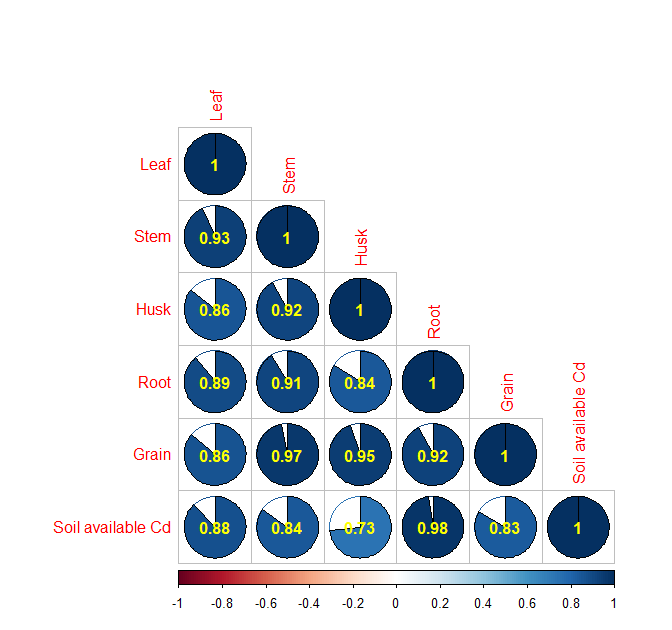 Leaf
Stem
Husk
Root
Grain
Soil available Cd
Leaf
1
Stem
0.93 1
Husk
0.86 0.92 1
Root
0.89 0.91 0.84 1
Grain
0.86 0.97 0.95 0.92 1
Soil available Cd
0.88 0.84 0.73 0.98 0.83 1
-1 -0.8 -0.6 -0.4 -0.2 0 0.2 0.4 0.6 0.8 1